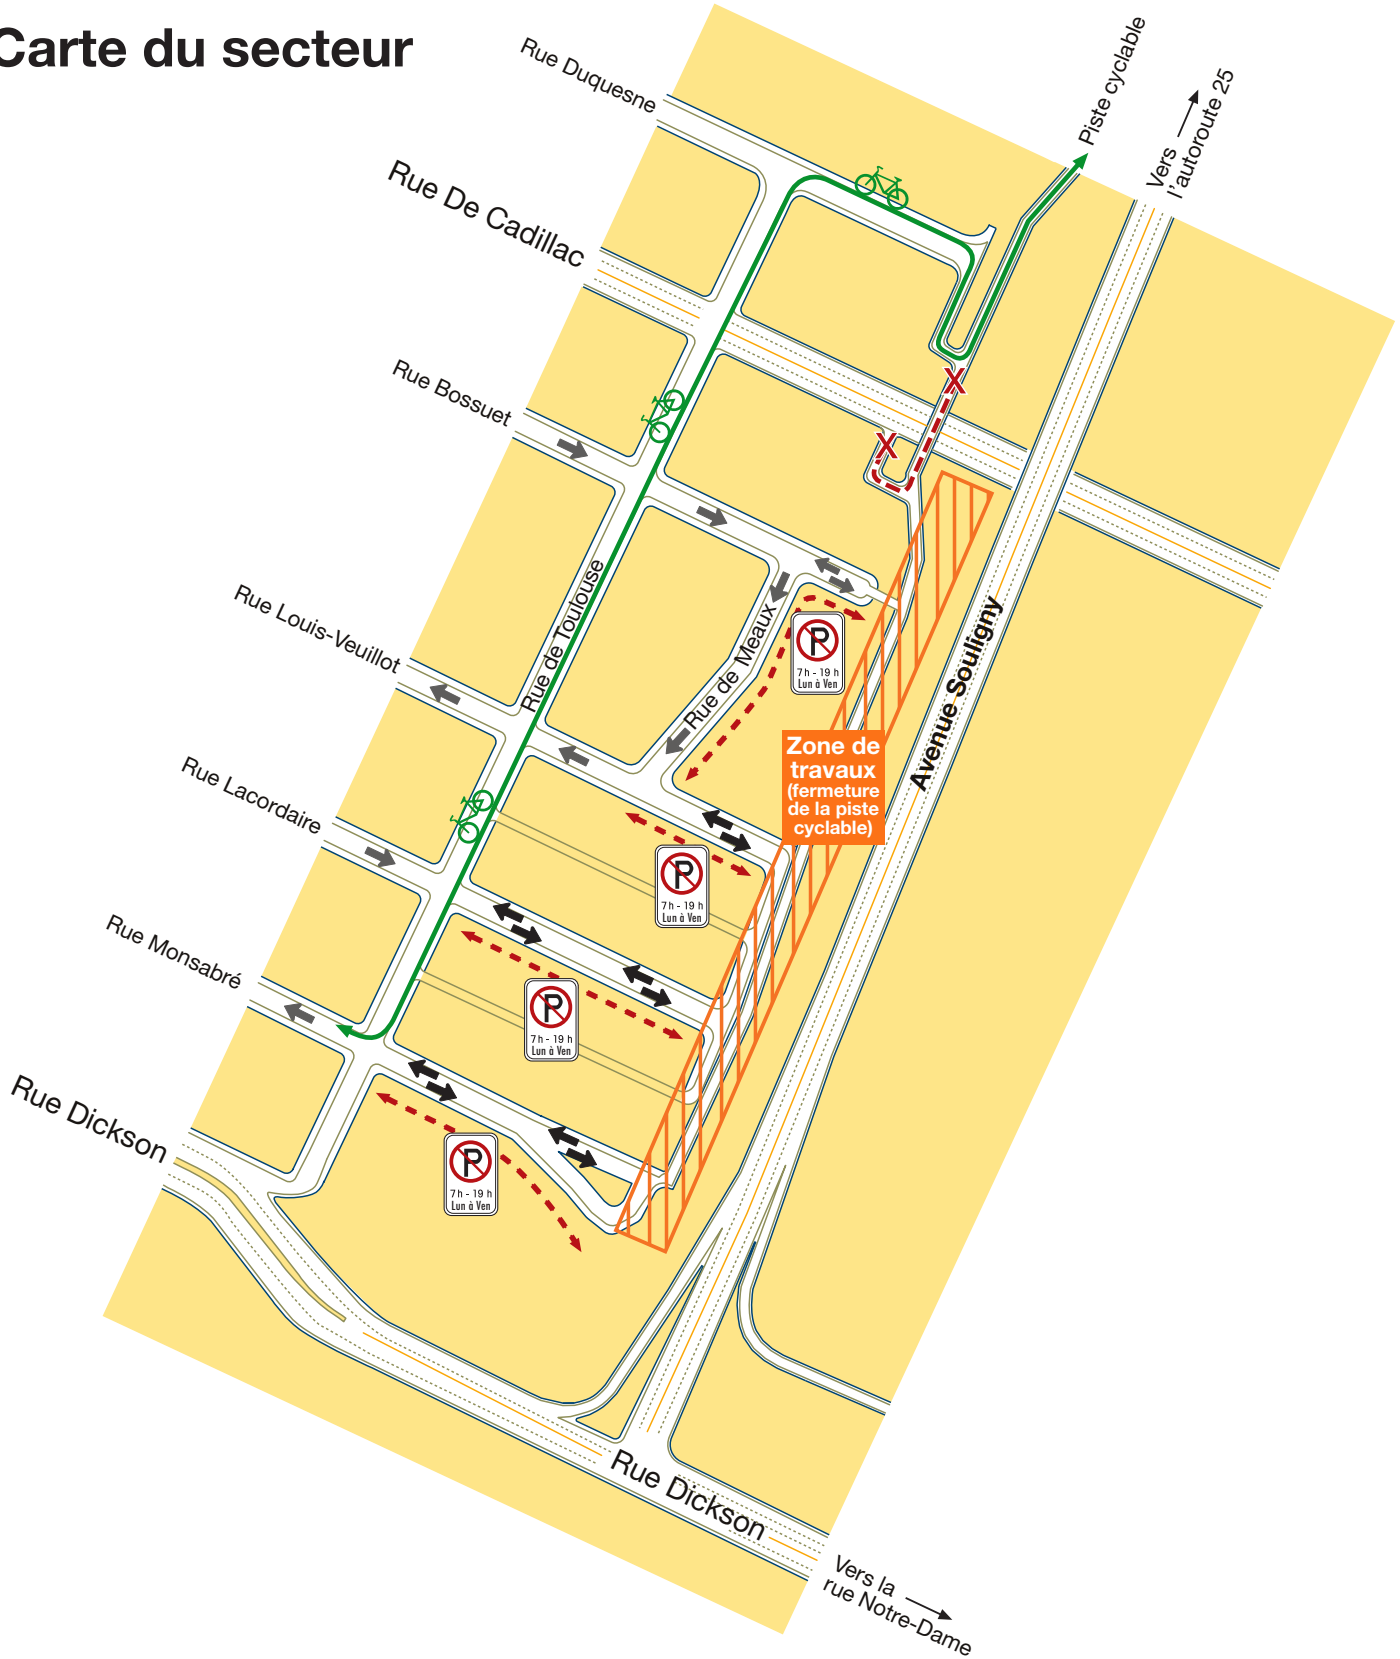 Carte du secteur
Rue Duquesne
Piste cyclable
Vers
l'autoroute 25
Rue De Cadillac
X
Rue Bossuet
X
Rue de Toulouse
Rue de Meaux
Rue Louis-Veuillot
P
7h - 19 h
Lun à Ven
Avenue Souligny
Zone de
travaux
(fermeture
de la piste
cyclable)
Rue Lacordaire
P
7h - 19 h
Lun à Ven
Rue Monsabré
P
7h - 19 h
Lun à Ven
Rue Dickson
P
7h - 19 h
Lun à Ven
Rue Dickson
Vers la
rue Notre-Dame